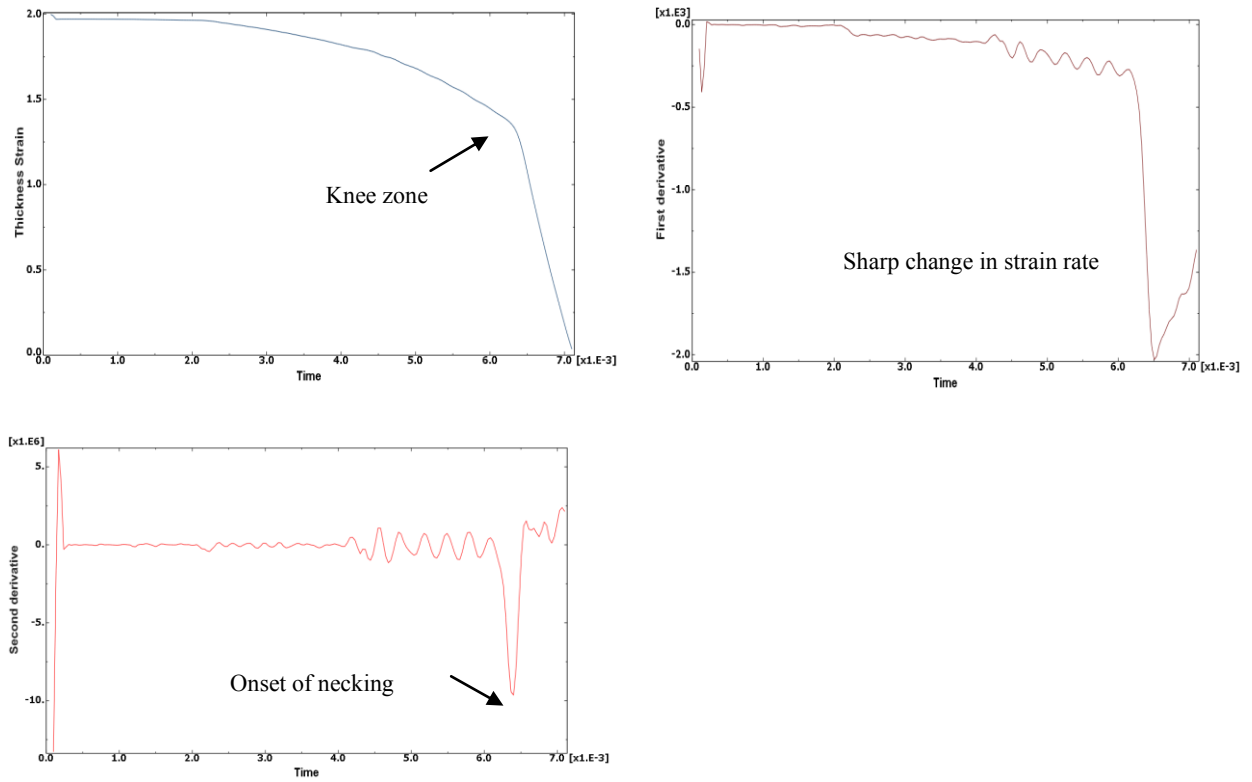 2.0
1.5
1.0
0.5
0.0
Thickness Strain
Knee zone
0.0 1.0 2.0 3.0 4.0 5.0 6.0 7.0 [x1.E-3]
Time
[x1.E3]
0.0
-0.5
-1.0
-1.5
-2.0
First derivative
Sharp change in strain rate
0.0 1.0 2.0 3.0 4.0 5.0 6.0 7.0 [x1.E-3]
Time
[x1.E6]
5.
0.
-5.
-10.
Second derivative
Onset of necking
0.0 1.0 2.0 3.0 4.0 5.0 6.0 7.0 [x1.E-3]
Time